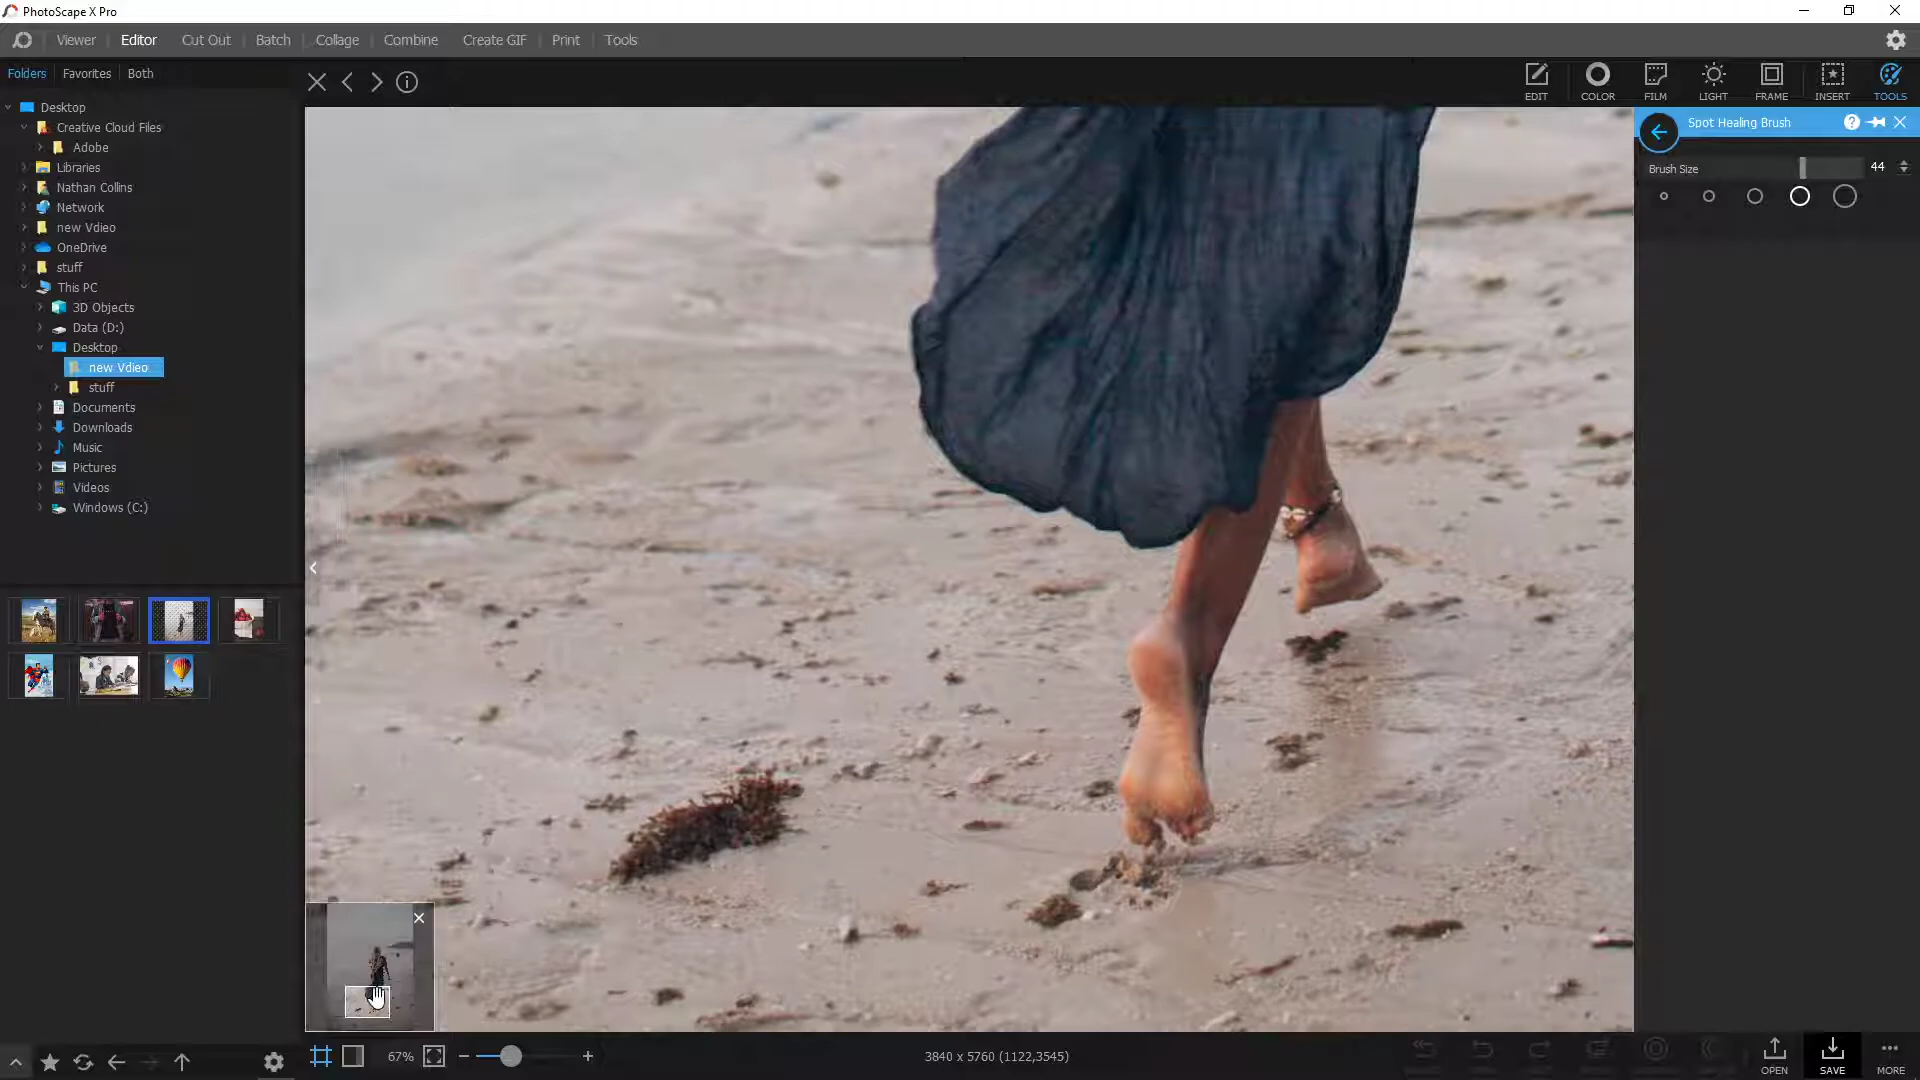 PhotoScape X Pro
Viewer Editor Cut Out Batch Collage Combine Create GIF Print Tools
Folders Favorites Both
EDIT COLOR FILM LIGHT FRAME INSERT TOOLS
Spot Healing Brush
Brush Size 44
Desktop
Creative Cloud Files
Adobe
Libraries
Nathan Collins
Network
new Vdieo
OneDrive
stuff
This PC
3D Objects
Data (D:)
Desktop
new Vdieo
stuff
Documents
Downloads
Music
Pictures
Videos
Windows (C:)
67%
3840 x 5760 (1122,3545)
OPEN SAVE MORE